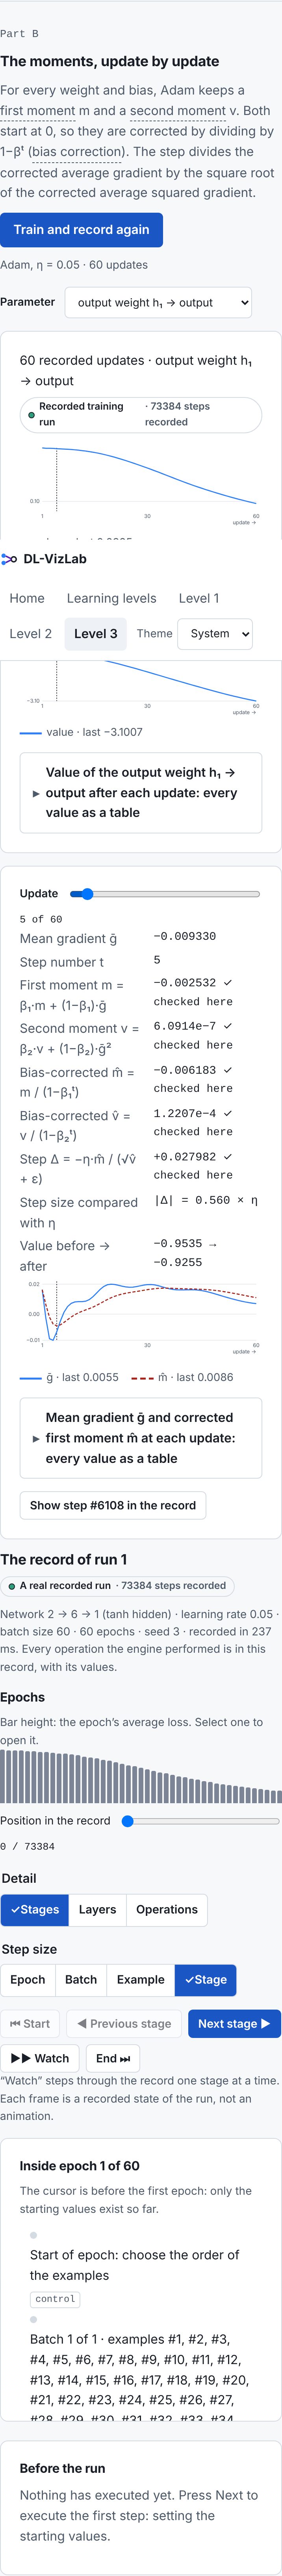 Part B
The moments, update by update
For every weight and bias, Adam keeps a
first moment m and a second moment v. Both
start at 0, so they are corrected by dividing by
1−βᵗ (bias correction). The step divides the
corrected average gradient by the square root
of the corrected average squared gradient.
Train and record again
Adam, η = 0.05 · 60 updates
Parameter output weight h₁ → output
60 recorded updates · output weight h₁
→ output
Recorded training run · 73384 steps recorded
0.10
1 30 60
update →
DL-VizLab
Home Learning levels Level 1
Level 2 Level 3 Theme System
−3.10
1 30 60
update →
value · last −3.1007
▸ Value of the output weight h₁ →
output after each update: every
value as a table
Update
5 of 60
Mean gradient ḡ −0.009330
Step number t 5
First moment m = β₁·m + (1−β₁)·ḡ −0.002532 ✓ checked here
Second moment v = β₂·v + (1−β₂)·ḡ² 6.0914e−7 ✓ checked here
Bias-corrected m̂ = m / (1−β₁ᵗ) −0.006183 ✓ checked here
Bias-corrected v̂ = v / (1−β₂ᵗ) 1.2207e−4 ✓ checked here
Step Δ = −η·m̂ / (√v̂ + ε) +0.027982 ✓ checked here
Step size compared with η |Δ| = 0.560 × η
Value before → after −0.9535 → −0.9255
0.02
0.00
−0.01
1 30 60
update →
ḡ · last 0.0055 m̂ · last 0.0086
▸ Mean gradient ḡ and corrected
first moment m̂ at each update:
every value as a table
Show step #6108 in the record
The record of run 1
A real recorded run · 73384 steps recorded
Network 2 → 6 → 1 (tanh hidden) · learning rate 0.05 ·
batch size 60 · 60 epochs · seed 3 · recorded in 237
ms. Every operation the engine performed is in this
record, with its values.
Epochs
Bar height: the epoch’s average loss. Select one to
open it.
Position in the record
0 / 73384
Detail
✓Stages Layers Operations
Step size
Epoch Batch Example ✓Stage
⏮ Start ◀ Previous stage Next stage ▶
▶▶ Watch End ⏭
“Watch” steps through the record one stage at a time.
Each frame is a recorded state of the run, not an
animation.
Inside epoch 1 of 60
The cursor is before the first epoch: only the
starting values exist so far.
Start of epoch: choose the order of
the examples
control
Batch 1 of 1 · examples #1, #2, #3,
#4, #5, #6, #7, #8, #9, #10, #11, #12,
#13, #14, #15, #16, #17, #18, #19, #20,
#21, #22, #23, #24, #25, #26, #27,
#28, #29, #30, #31, #32, #33, #34,
Before the run
Nothing has executed yet. Press Next to
execute the first step: setting the
starting values.